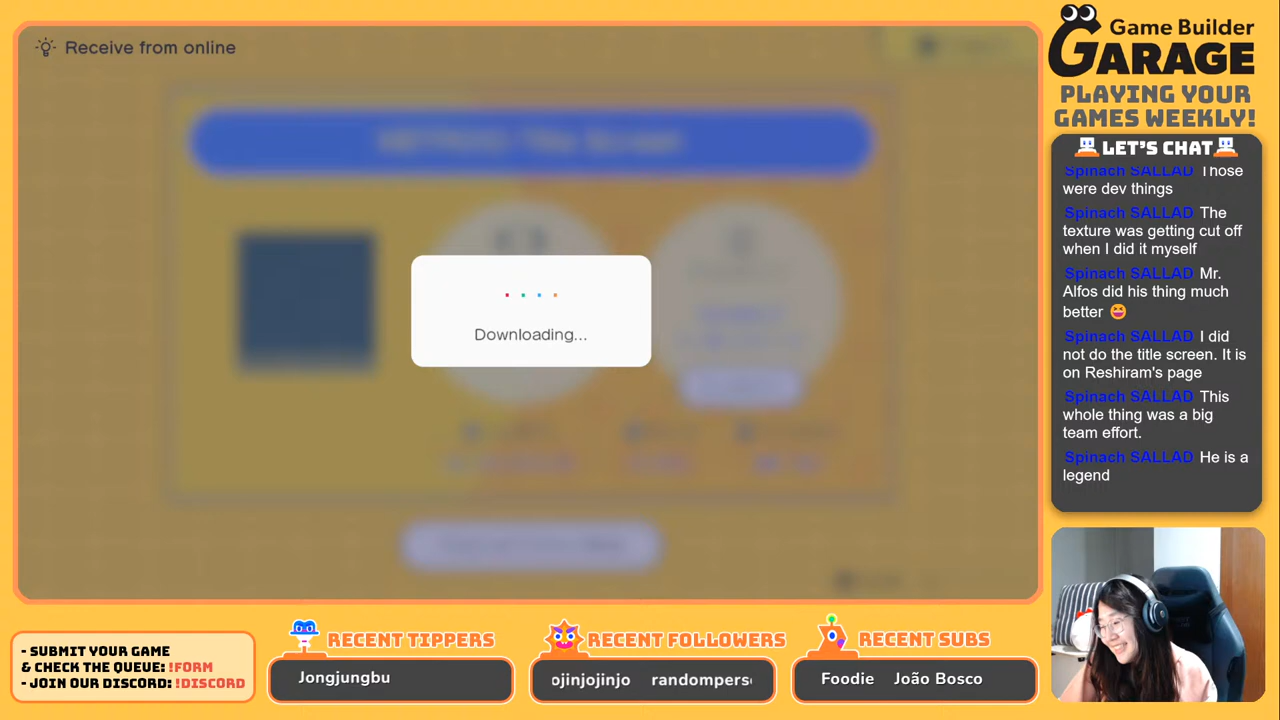 Receive from online
Downloading...
Game Builder
GARAGE
PLAYING YOUR
GAMES WEEKLY!
LET'S CHAT
Spinach SALLAD Those
were dev things
Spinach SALLAD The
texture was getting cut off
when I did it myself
Spinach SALLAD Mr.
Alfos did his thing much
better 😆
Spinach SALLAD I did
not do the title screen. It is
on Reshiram's page
Spinach SALLAD This
whole thing was a big
team effort.
Spinach SALLAD He is a
legend
- SUBMIT YOUR GAME
& CHECK THE QUEUE: !FORM
- JOIN OUR DISCORD: !DISCORD
RECENT TIPPERS
Jongjungbu
RECENT FOLLOWERS
ojinjojinjo randompers
RECENT SUBS
Foodie João Bosco